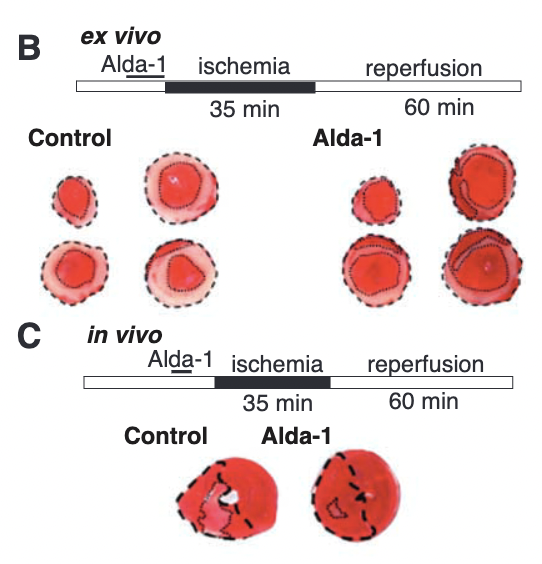 B
ex vivo
Alda-1 ischemia reperfusion
35 min 60 min
Control Alda-1
C
in vivo
Alda-1 ischemia reperfusion
35 min 60 min
Control Alda-1